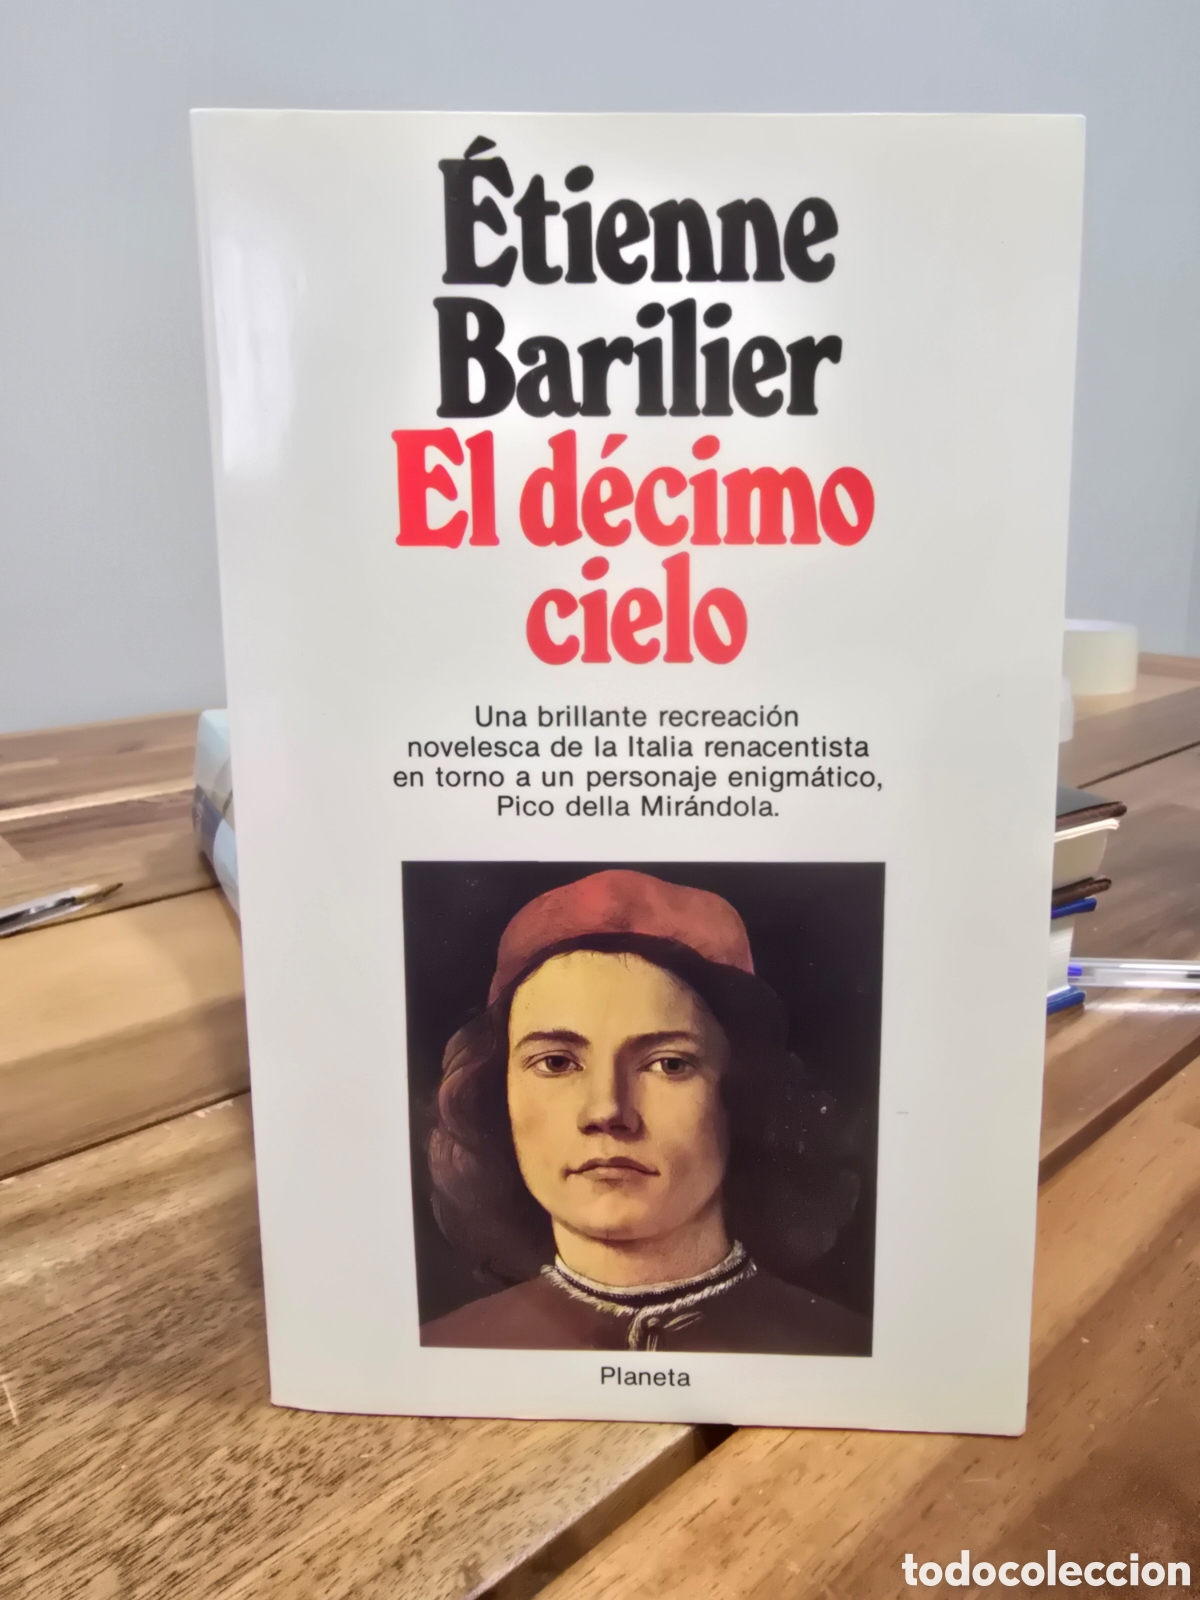 Étienne
Barilier
El décimo
cielo
Una brillante recreación
novelesca de la Italia renacentista
en torno a un personaje enigmático,
Pico della Mirándola.
Planeta
todocoleccion